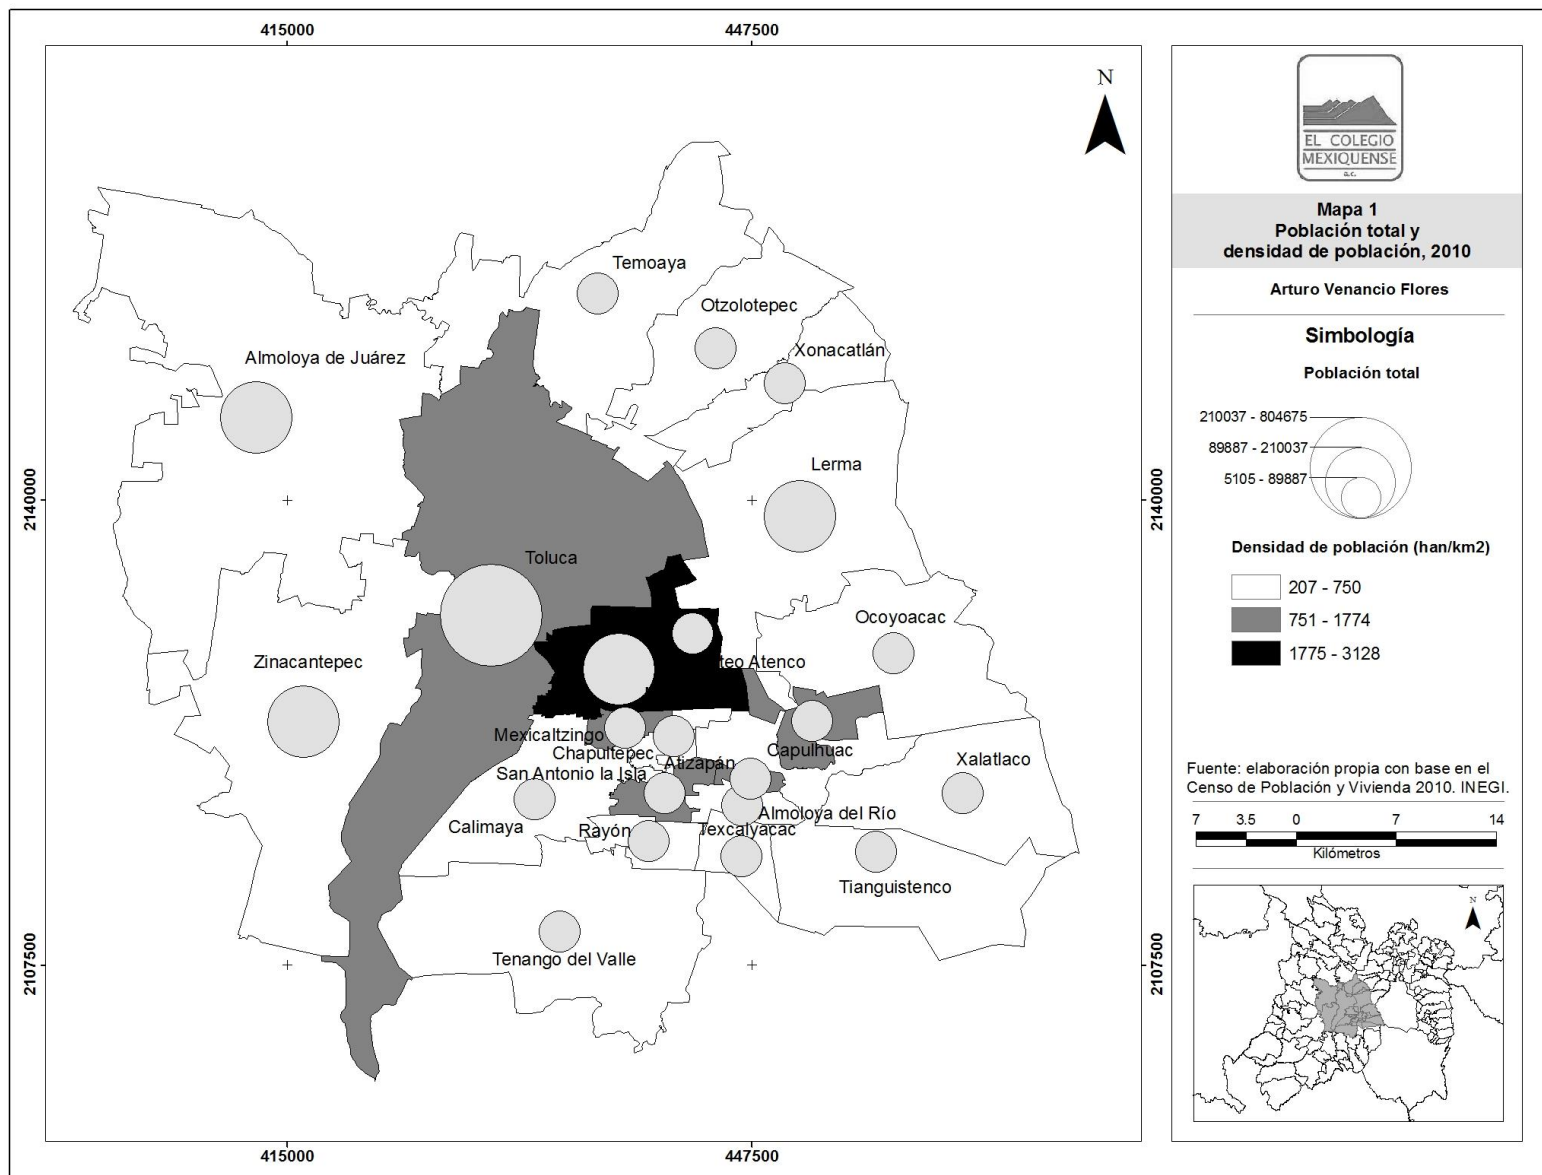 415000
447500
N
Temoaya
Otzolotepec
Xonacatlán
Almoloya de Juárez
Lerma
2140000
2140000
Toluca
Ocoyoacac
Zinacantepec
teo Atenco
Mexicaltzingo
Chapultepec
Capulhuac
Atizapán
Xalatlaco
San Antonio la Isla
Almoloya del Río
Calimaya
Rayón
Texcalyacac
Tianguistenco
Tenango del Valle
2107500
2107500
415000
447500
EL COLEGIO
MEXIQUENSE
a.c.
Mapa 1
Población total y
densidad de población, 2010
Arturo Venancio Flores
Simbología
Población total
210037 - 804675
89887 - 210037
5105 - 89887
Densidad de población (han/km2)
207 - 750
751 - 1774
1775 - 3128
Fuente: elaboración propia con base en el
Censo de Población y Vivienda 2010. INEGI.
7 3.5 0 7 14
Kilómetros
N